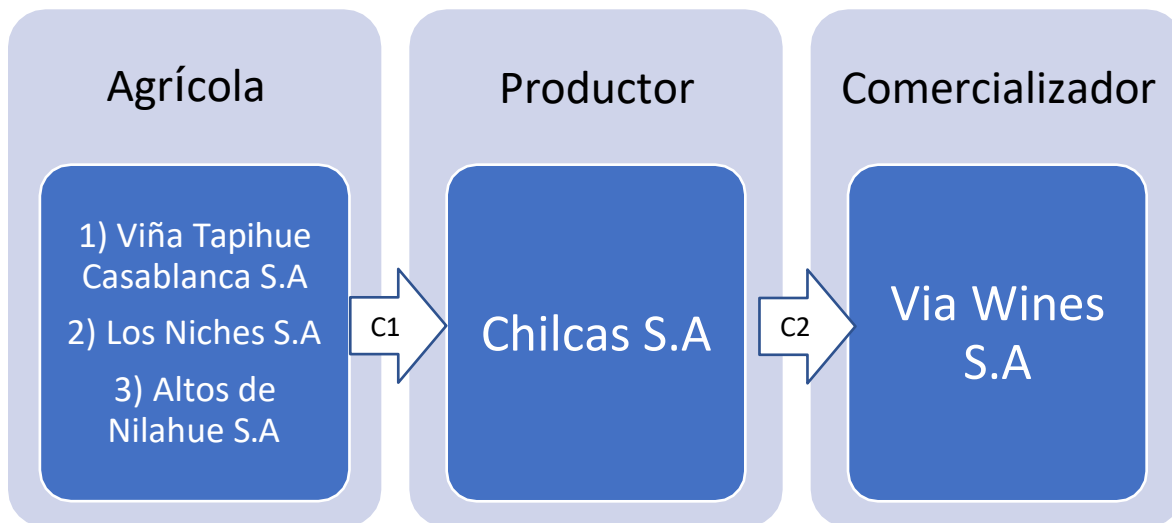 Agrícola
1) Viña Tapihue
Casablanca S.A
2) Los Niches S.A
3) Altos de
Nilahue S.A
C1
Productor
Chilcas S.A
C2
Comercializador
Via Wines
S.A